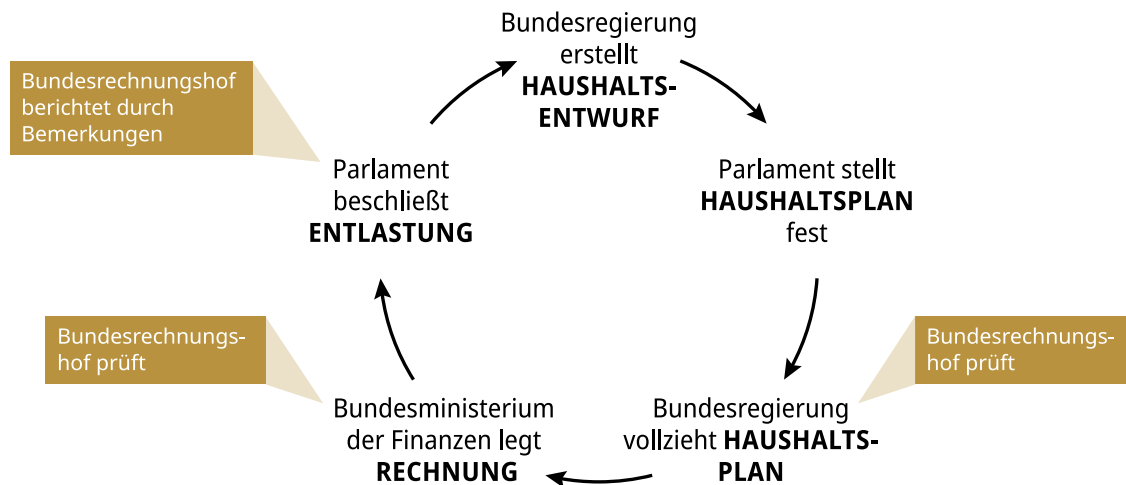 Bundesregierung
erstellt
HAUSHALTS-
ENTWURF
Parlament stellt
HAUSHALTSPLAN
fest
Bundesrechnungs-
hof prüft
Bundesregierung
vollzieht HAUSHALTS-
PLAN
Bundesministerium
der Finanzen legt
RECHNUNG
Bundesrechnungs-
hof prüft
Parlament
beschließt
ENTLASTUNG
Bundesrechnungshof
berichtet durch
Bemerkungen